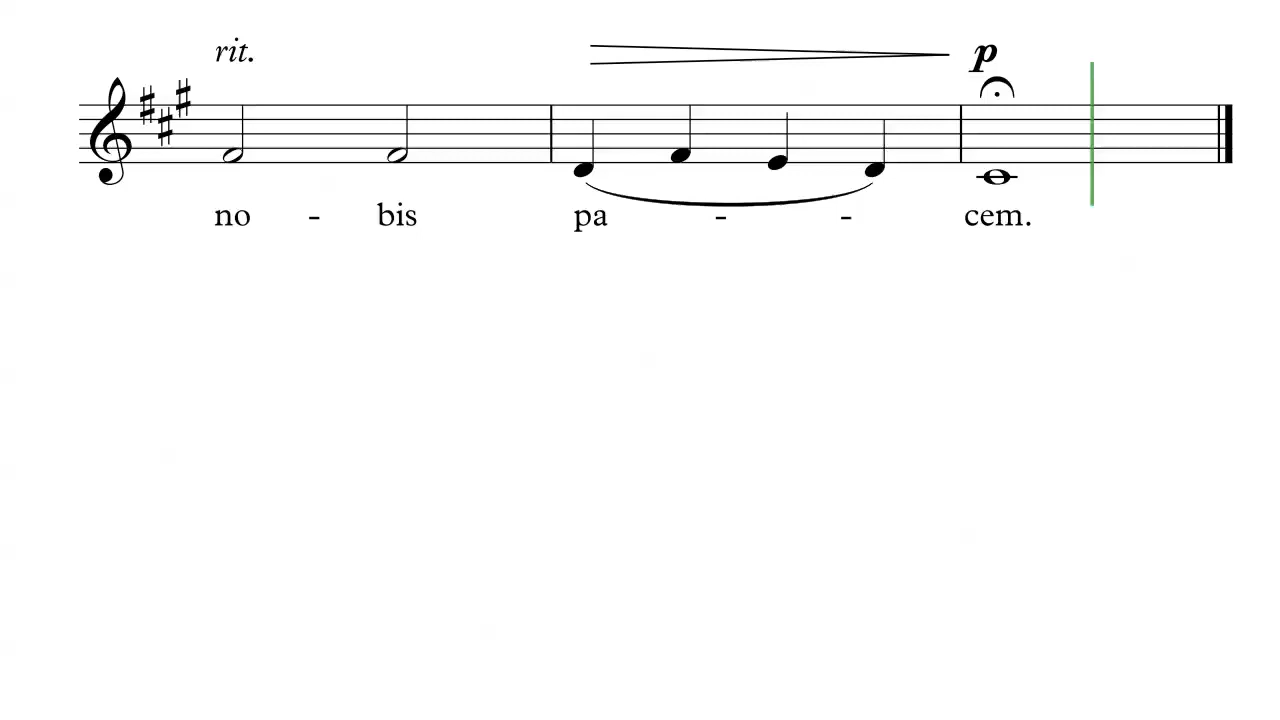 rit.
p
no - bis pa - - cem.